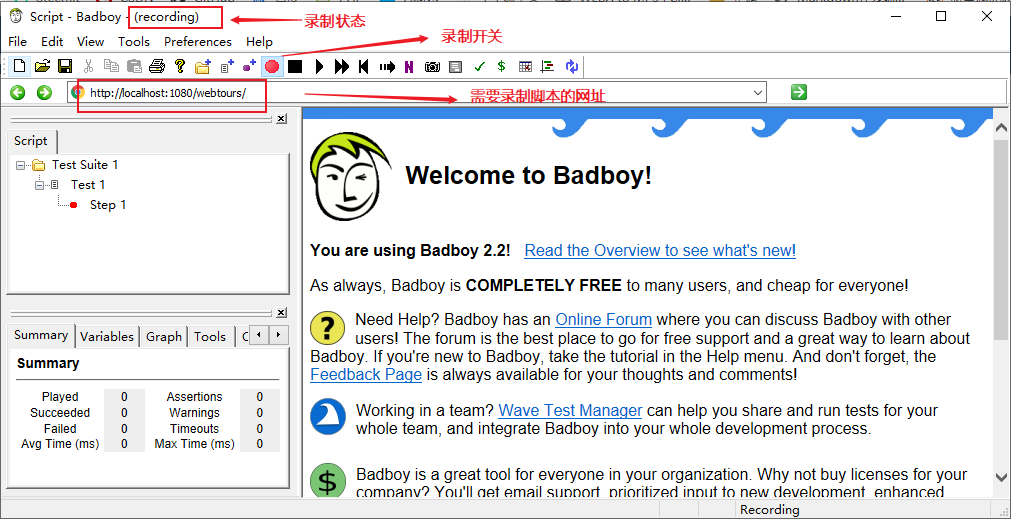 Script - Badboy - (recording)
录制状态
File Edit View Tools Preferences Help
录制开关
http://localhost:1080/webtours/
需要录制脚本的网址
Script
Test Suite 1
Test 1
Step 1
Welcome to Badboy!
You are using Badboy 2.2! Read the Overview to see what's new!
As always, Badboy is COMPLETELY FREE to many users, and cheap for everyone!
Need Help? Badboy has an Online Forum where you can discuss Badboy with other
users! The forum is the best place to go for free support and a great way to learn about
Badboy. If you're new to Badboy, take the tutorial in the Help menu. And don't forget, the
Feedback Page is always available for your thoughts and comments!
Working in a team? Wave Test Manager can help you share and run tests for your
whole team, and integrate Badboy into your whole development process.
Badboy is a great tool for everyone in your organization. Why not buy licenses for your
company? You'll get email support, prioritized input to new development, enhanced
Summary Variables Graph Tools
Summary
Played 0 Assertions 0
Succeeded 0 Warnings 0
Failed 0 Timeouts 0
Avg Time (ms) 0 Max Time (ms) 0
Recording